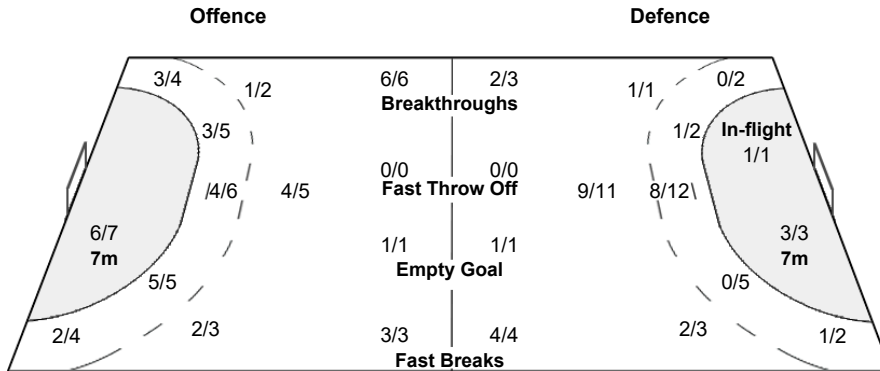 Offence Defence
3/4 1/2 6/6 2/3 1/1 0/2
Breakthroughs
3/5 1/2 In-flight
1/1
0/0 0/0
4/6 4/5 Fast Throw Off 9/11 8/12
6/7 3/3
7m 1/1 1/1 7m
Empty Goal
5/5 0/5
2/4 2/3 3/3 4/4 2/3 1/2
Fast Breaks